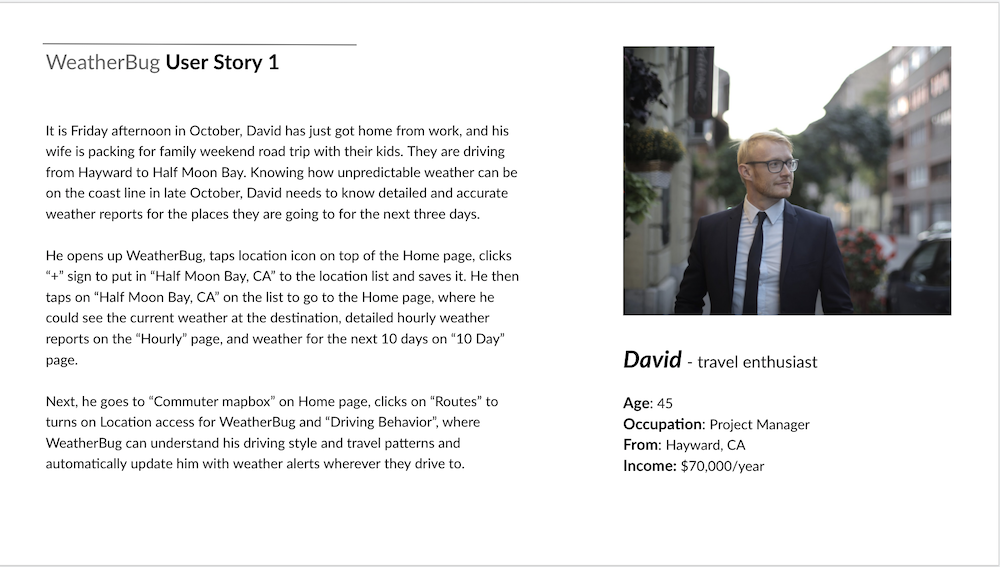 WeatherBug User Story 1
It is Friday afternoon in October, David has just got home from work, and his
wife is packing for family weekend road trip with their kids. They are driving
from Hayward to Half Moon Bay. Knowing how unpredictable weather can be
on the coast line in late October, David needs to know detailed and accurate
weather reports for the places they are going to for the next three days.
He opens up WeatherBug, taps location icon on top of the Home page, clicks
“+” sign to put in “Half Moon Bay, CA” to the location list and saves it. He then
taps on “Half Moon Bay, CA” on the list to go to the Home page, where he
could see the current weather at the destination, detailed hourly weather
reports on the “Hourly” page, and weather for the next 10 days on “10 Day”
page.
Next, he goes to “Commuter mapbox” on Home page, clicks on “Routes” to
turns on Location access for WeatherBug and “Driving Behavior”, where
WeatherBug can understand his driving style and travel patterns and
automatically update him with weather alerts wherever they drive to.
David - travel enthusiast
Age: 45
Occupation: Project Manager
From: Hayward, CA
Income: $70,000/year